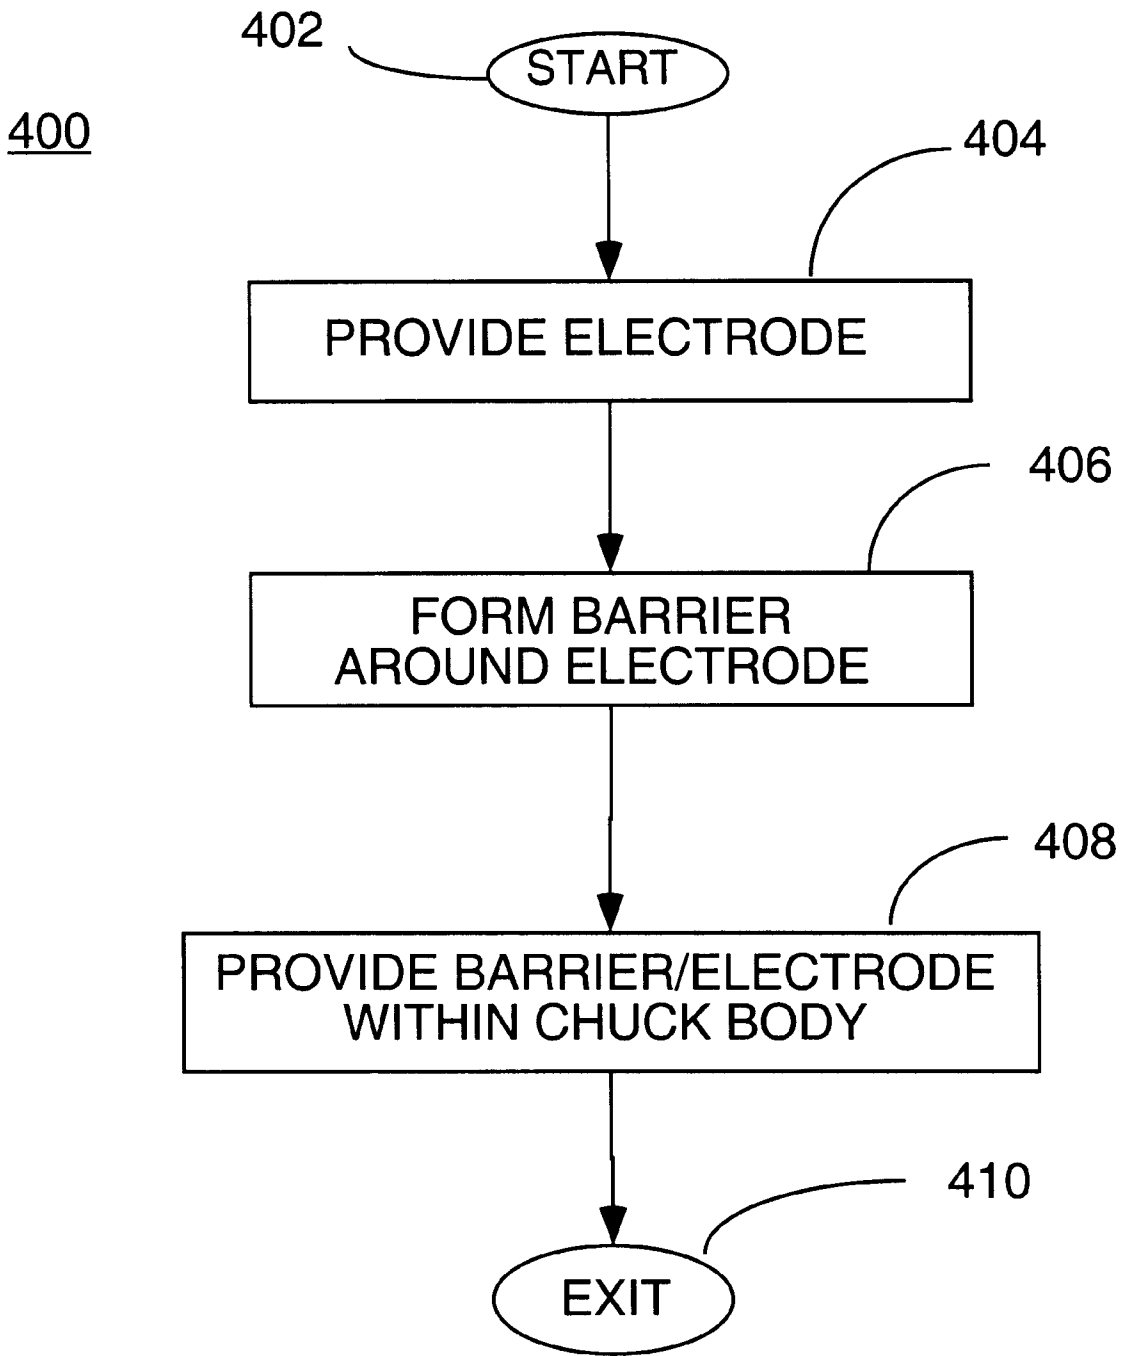 402
START
400
404
PROVIDE ELECTRODE
406
FORM BARRIER
AROUND ELECTRODE
408
PROVIDE BARRIER/ELECTRODE
WITHIN CHUCK BODY
410
EXIT